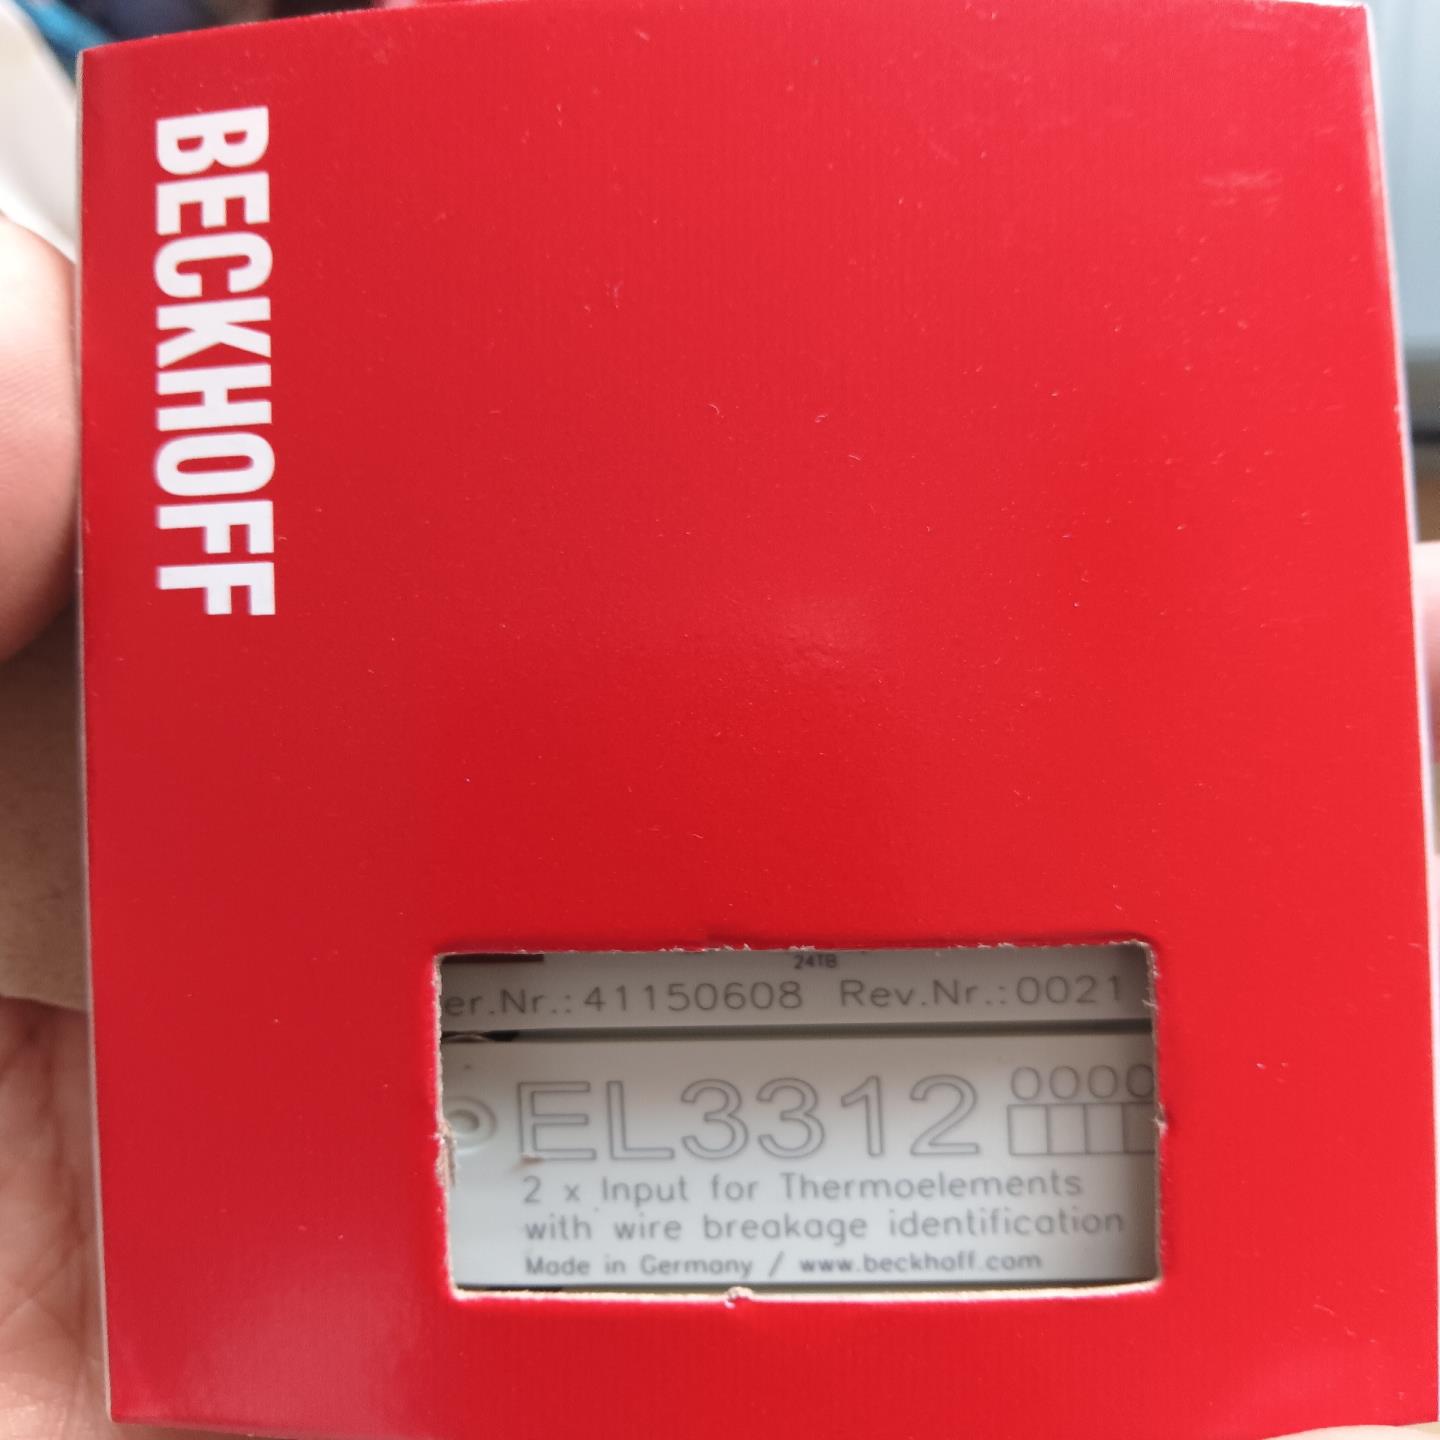 BECKHOFF
24TB
er.Nr.: 41150608 Rev.Nr.: 0021
EL3312
2 x Input for Thermoelements
with wire breakage identification
Made in Germany / www.beckhoff.com